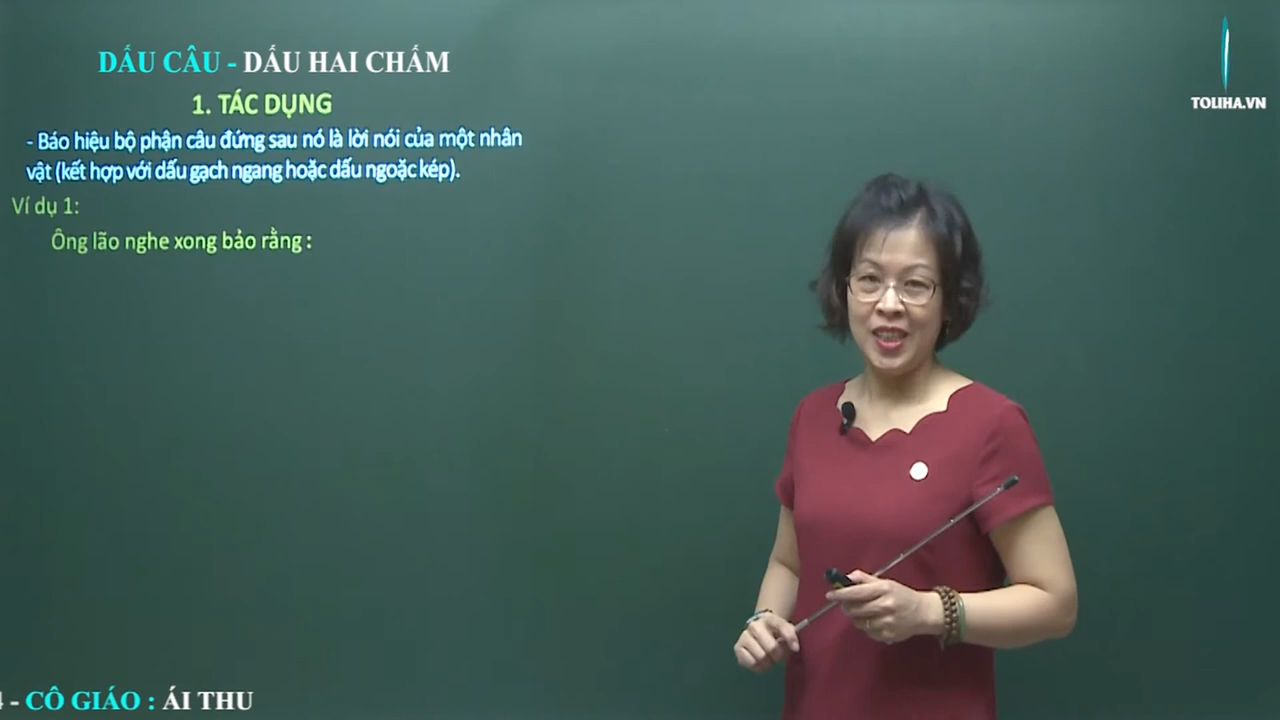 DẤU CÂU - DẤU HAI CHẤM
TOLIHA.VN
1. TÁC DỤNG
- Báo hiệu bộ phận câu đứng sau nó là lời nói của một nhân
vật (kết hợp với dấu gạch ngang hoặc dấu ngoặc kép).
Ví dụ 1:
Ông lão nghe xong bảo rằng :
- CÔ GIÁO : ÁI THU